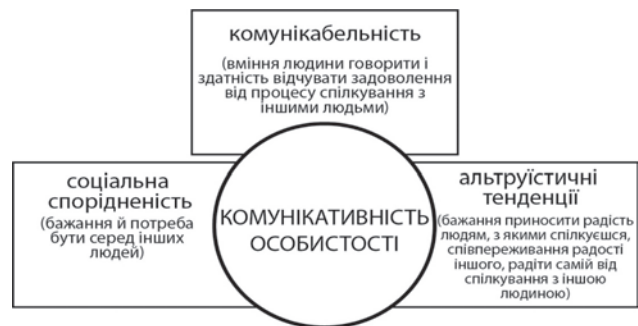 комунікабельність
(вміння людини говорити і
здатність відчувати задоволення
від процесу спілкування з
іншими людьми)
соціальна
спорідненість
(бажання й потреба
бути серед інших
людей)
КОМУНІКАТИВНІСТЬ
ОСОБИСТОСТІ
альтруїстичні
тенденції
(бажання приносити радість
людям, з якими спілкуєшся,
співпереживання радості
іншого, радіти самій від
спілкування з іншою
людиною)